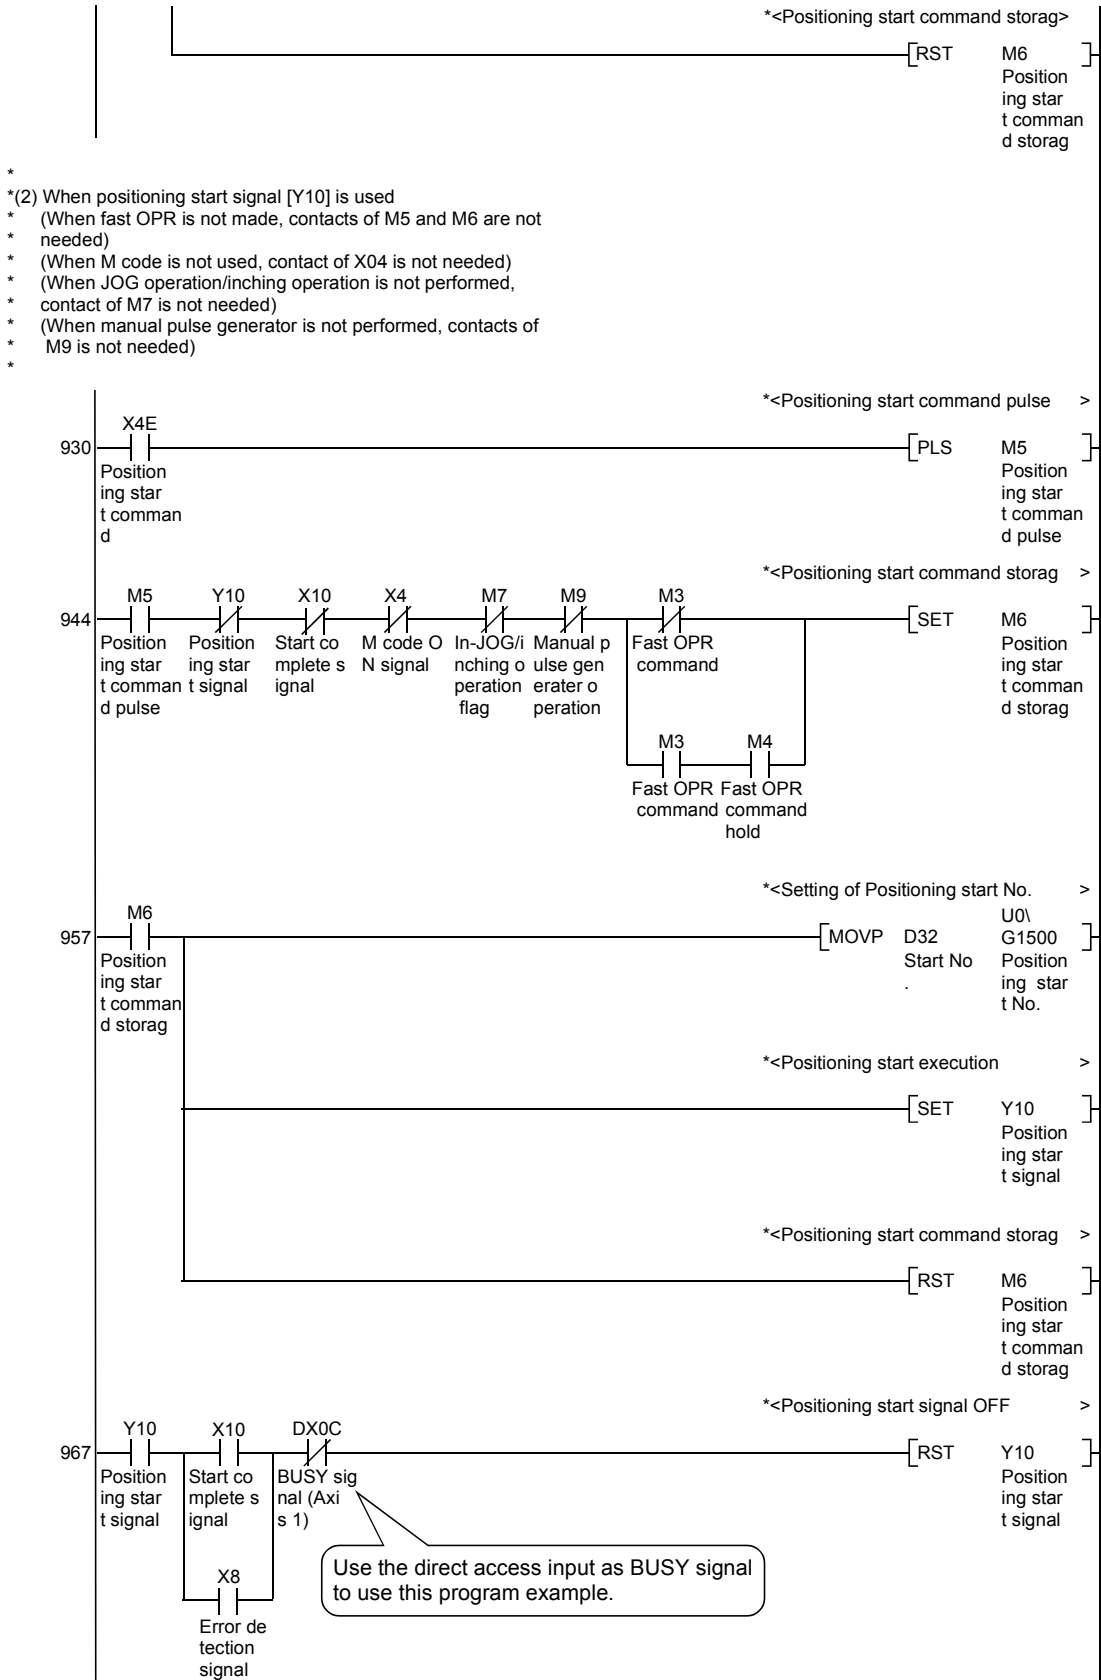 *<Positioning start command storag>
RST M6
Position
ing star
t comman
d storag
*
*(2) When positioning start signal [Y10] is used
* (When fast OPR is not made, contacts of M5 and M6 are not
* needed)
* (When M code is not used, contact of X04 is not needed)
* (When JOG operation/inching operation is not performed,
* contact of M7 is not needed)
* (When manual pulse generator is not performed, contacts of
* M9 is not needed)
*
*<Positioning start command pulse >
X4E
930 PLS M5
Position
ing star
t comman
d
Position
ing star
t comman
d pulse
*<Positioning start command storag >
M5 Y10 X10 X4 M7 M9 M3
944 SET M6
Position
ing star
t comman
d pulse
Position
ing star
t signal
Start co
mplete s
ignal
M code O
N signal
In-JOG/i
nching o
peration
flag
Manual p
ulse gen
erater o
peration
Fast OPR
command
Position
ing star
t comman
d storag
M3 M4
Fast OPR
command
Fast OPR
command
hold
*<Setting of Positioning start No. >
M6
957 MOVP D32 U0\
G1500
Position
ing star
t comman
d storag
Start No
.
Position
ing star
t No.
*<Positioning start execution >
SET Y10
Position
ing star
t signal
*<Positioning start command storag >
RST M6
Position
ing star
t comman
d storag
*<Positioning start signal OFF >
Y10 X10 DX0C
967 RST Y10
Position
ing star
t signal
Start co
mplete s
ignal
BUSY sig
nal (Axi
s 1)
Position
ing star
t signal
Use the direct access input as BUSY signal
to use this program example.
X8
Error de
tection
signal